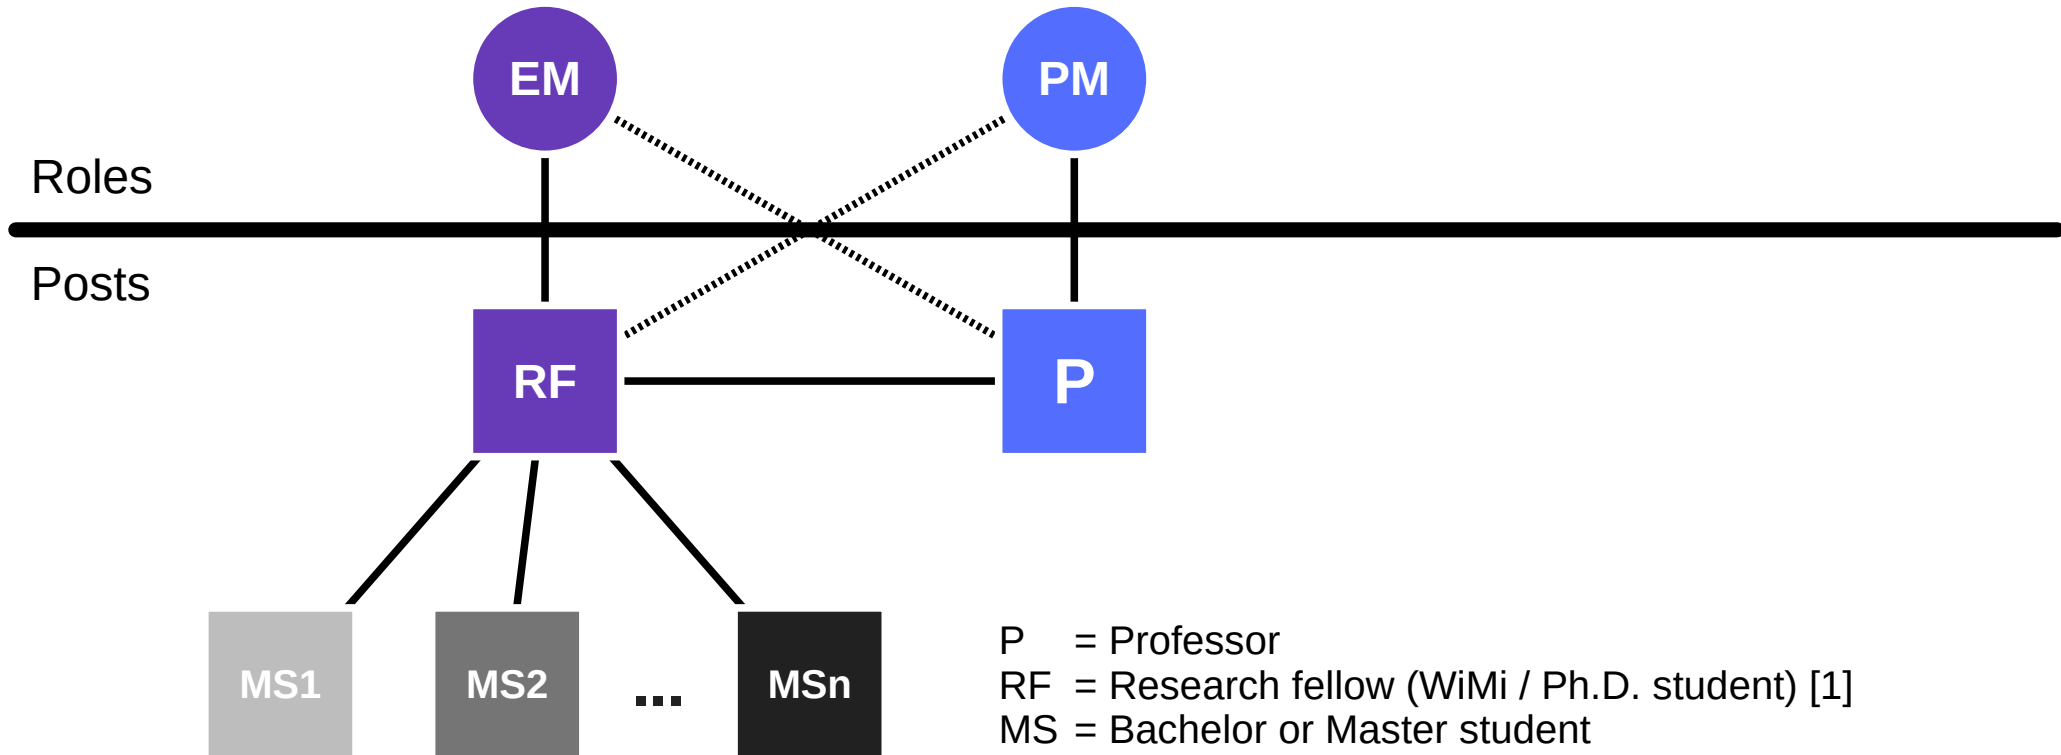 EM
PM
Roles
Posts
RF
P
MS1
MS2
...
MSn
P = Professor
RF = Research fellow (WiMi / Ph.D. student) [1]
MS = Bachelor or Master student